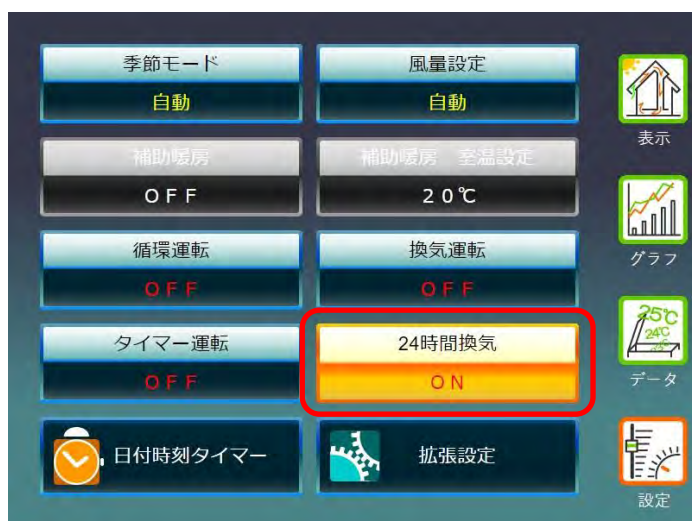 季節モード
自動
風量設定
自動
補助暖房
OFF
補助暖房 室温設定
20℃
循環運転
OFF
換気運転
OFF
タイマー運転
OFF
24時間換気
ON
日付時刻タイマー
拡張設定
表示
グラフ
25℃
24℃
データ
設定